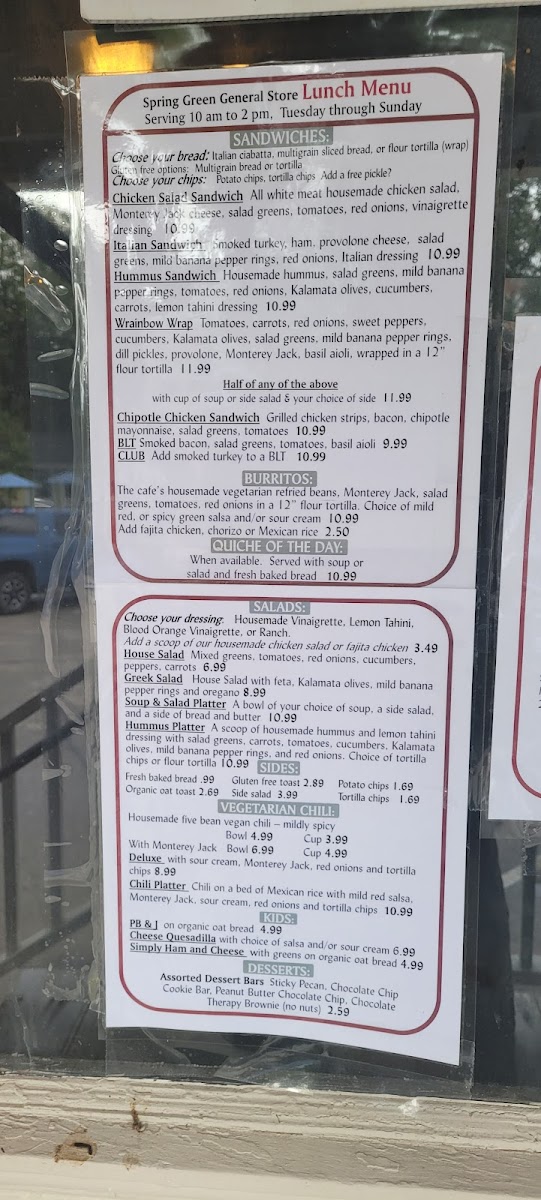 Spring Green General Store Lunch Menu
Serving 10 am to 2 pm, Tuesday through Sunday
SANDWICHES:
Choose your bread: Italian ciabatta, multigrain sliced bread, or flour tortilla (wrap)
Gluten free options: Multigrain bread or tortilla
Choose your chips: Potato chips, tortilla chips Add a free pickle?
Chicken Salad Sandwich All white meat housemade chicken salad,
Monterey Jack cheese, salad greens, tomatoes, red onions, vinaigrette
dressing 10.99
Italian Sandwich Smoked turkey, ham, provolone cheese, salad
greens, mild banana pepper rings, red onions, Italian dressing 10.99
Hummus Sandwich Housemade hummus, salad greens, mild banana
pepper rings, tomatoes, red onions, Kalamata olives, cucumbers,
carrots, lemon tahini dressing 10.99
Wrainbow Wrap Tomatoes, carrots, red onions, sweet peppers,
cucumbers, Kalamata olives, salad greens, mild banana pepper rings,
dill pickles, provolone, Monterey Jack, basil aioli, wrapped in a 12"
flour tortilla 11.99
Half of any of the above
with cup of soup or side salad & your choice of side 11.99
Chipotle Chicken Sandwich Grilled chicken strips, bacon, chipotle
mayonnaise, salad greens, tomatoes 10.99
BLT Smoked bacon, salad greens, tomatoes, basil aioli 9.99
CLUB Add smoked turkey to a BLT 10.99
BURRITOS:
The cafe's housemade vegetarian refried beans, Monterey Jack, salad
greens, tomatoes, red onions in a 12" flour tortilla. Choice of mild
red, or spicy green salsa and/or sour cream 10.99
Add fajita chicken, chorizo or Mexican rice 2.50
QUICHE OF THE DAY:
When available. Served with soup or
salad and fresh baked bread 10.99
SALADS:
Choose your dressing: Housemade Vinaigrette, Lemon Tahini,
Blood Orange Vinaigrette, or Ranch.
Add a scoop of our housemade chicken salad or fajita chicken 3.49
House Salad Mixed greens, tomatoes, red onions, cucumbers,
peppers, carrots 6.99
Greek Salad House Salad with feta, Kalamata olives, mild banana
pepper rings and oregano 8.99
Soup & Salad Platter A bowl of your choice of soup, a side salad,
and a side of bread and butter 10.99
Hummus Platter A scoop of housemade hummus and lemon tahini
dressing with salad greens, carrots, tomatoes, cucumbers, Kalamata
olives, mild banana pepper rings, and red onions. Choice of tortilla
chips or flour tortilla 10.99
SIDES:
Fresh baked bread .99 Gluten free toast 2.89 Potato chips 1.69
Organic oat toast 2.69 Side salad 3.99 Tortilla chips 1.69
VEGETARIAN CHILI:
Housemade five bean vegan chili – mildly spicy
Bowl 4.99 Cup 3.99
With Monterey Jack Bowl 6.99 Cup 4.99
Deluxe with sour cream, Monterey Jack, red onions and tortilla
chips 8.99
Chili Platter Chili on a bed of Mexican rice with mild red salsa,
Monterey Jack, sour cream, red onions and tortilla chips 10.99
KIDS:
PB & J on organic oat bread 4.99
Cheese Quesadilla with choice of salsa and/or sour cream 6.99
Simply Ham and Cheese with greens on organic oat bread 4.99
DESSERTS:
Assorted Dessert Bars Sticky Pecan, Chocolate Chip
Cookie Bar, Peanut Butter Chocolate Chip, Chocolate
Therapy Brownie (no nuts) 2.59